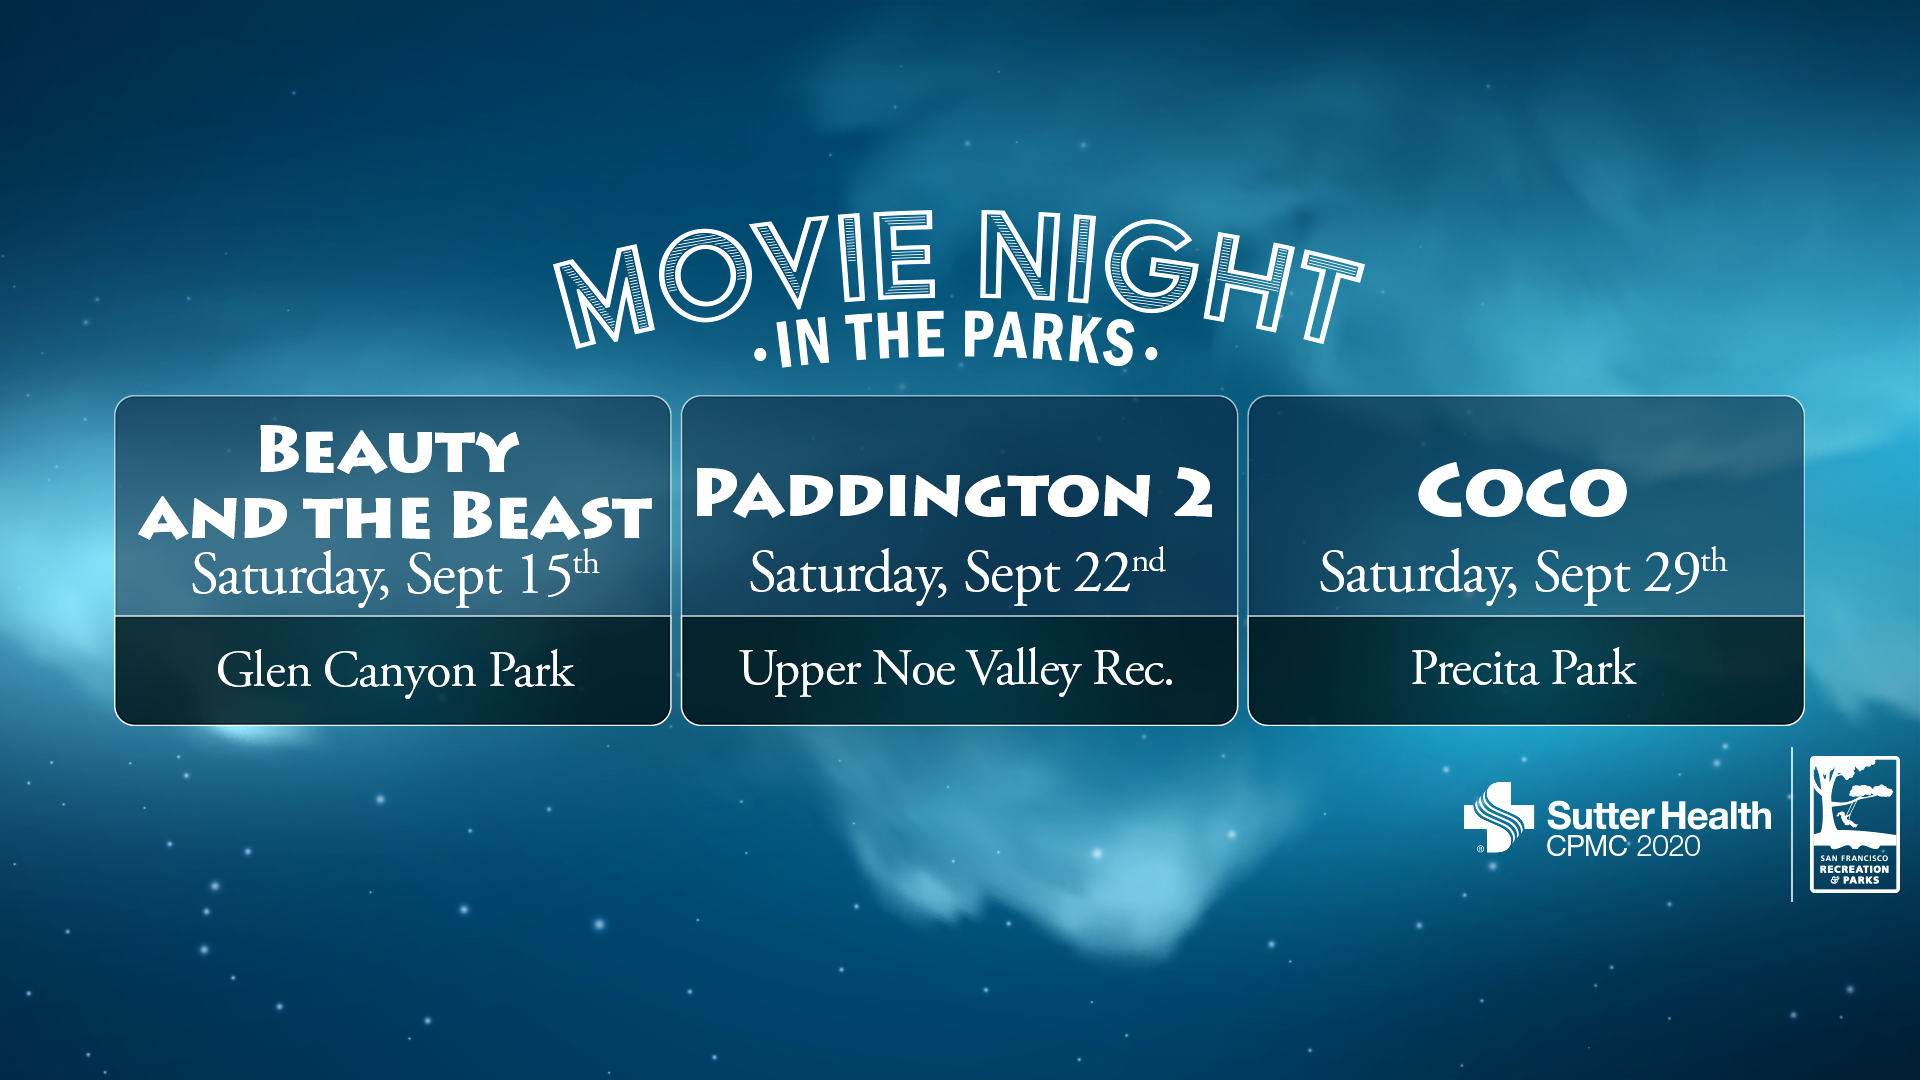 MOVIE NIGHT
· IN THE PARKS ·
BEAUTY
AND THE BEAST
Saturday, Sept 15th
Glen Canyon Park
PADDINGTON 2
Saturday, Sept 22nd
Upper Noe Valley Rec.
COCO
Saturday, Sept 29th
Precita Park
®
Sutter Health
CPMC 2020
SAN FRANCISCO
RECREATION
& PARKS